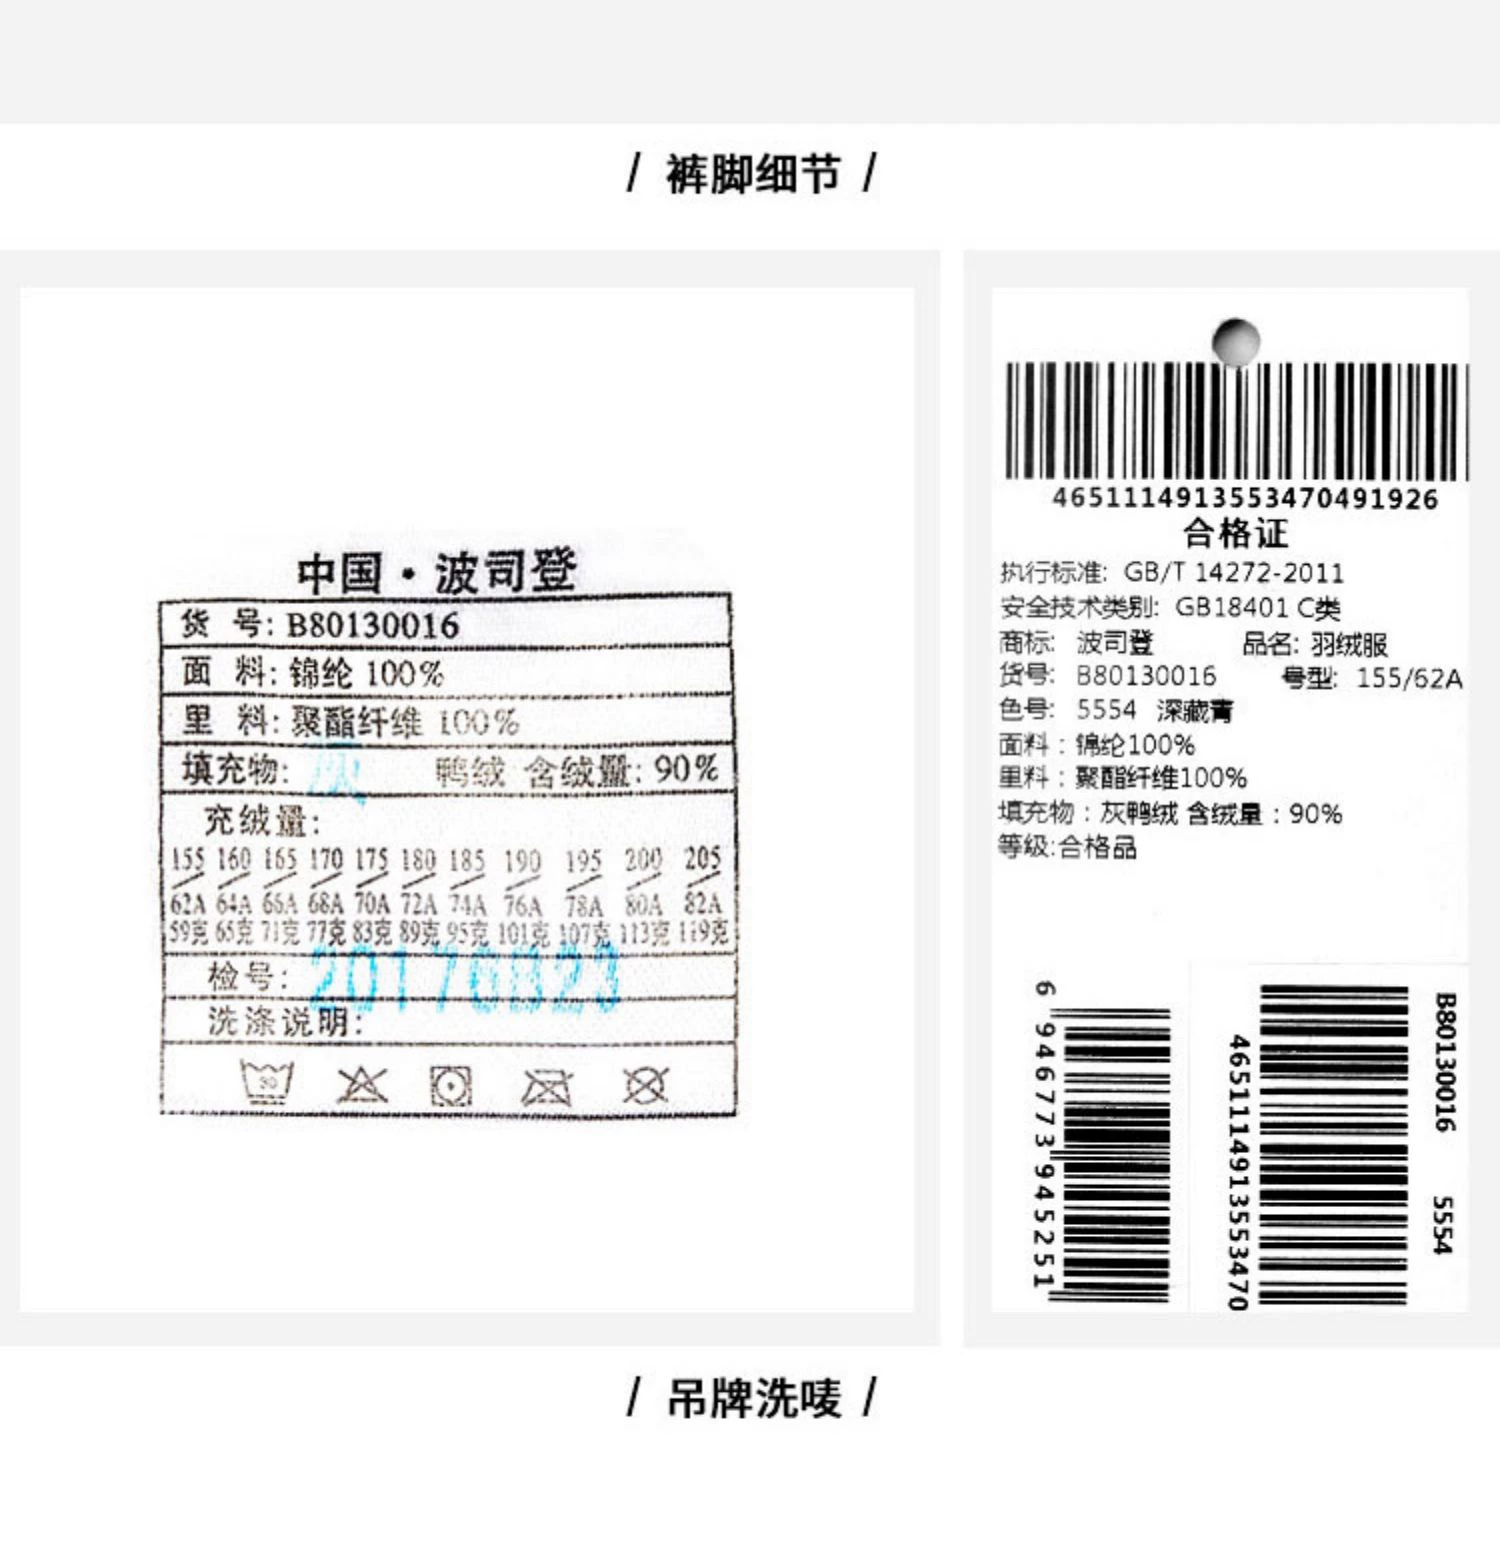 / 裤脚细节 /
中国·波司登
货 号: B80130016
面 料: 锦纶 100%
里 料: 聚酯纤维 100%
填充物: 灰 鸭绒 含绒量: 90%
充绒量:
155 160 165 170 175 180 185 190 195 200 205
62A 64A 66A 68A 70A 72A 74A 76A 78A 80A 82A
59克 65克 71克 77克 83克 89克 95克 101克 107克 113克 119克
检号: 20170823
洗涤说明:
30
4651114913553470491926
合格证
执行标准: GB/T 14272-2011
安全技术类别: GB18401 C类
商标: 波司登 品名: 羽绒服
货号: B80130016 号型: 155/62A
色号: 5554 深藏青
面料：锦纶100%
里料：聚酯纤维100%
填充物：灰鸭绒 含绒量：90%
等级:合格品
6 946773 945251
4651114913553470
B80130016 5554
/ 吊牌洗唛 /